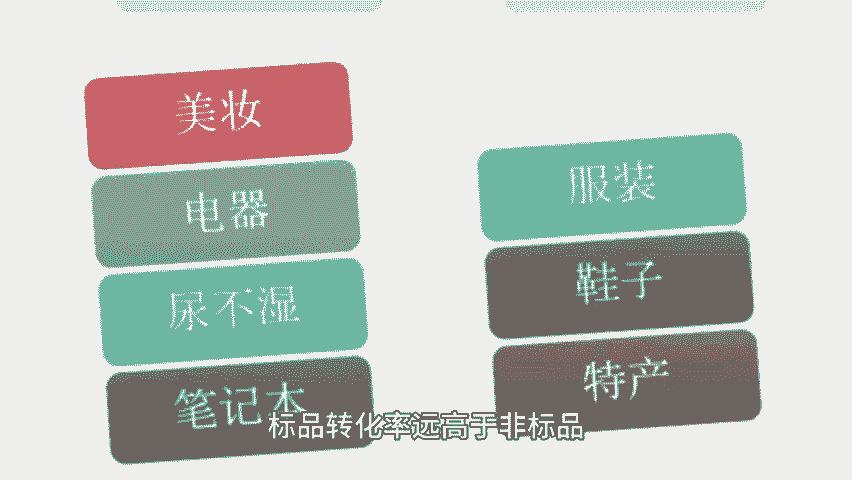 美妆
电器
尿不湿
笔记本
服装
鞋子
特产
标品转化率远高于非标品